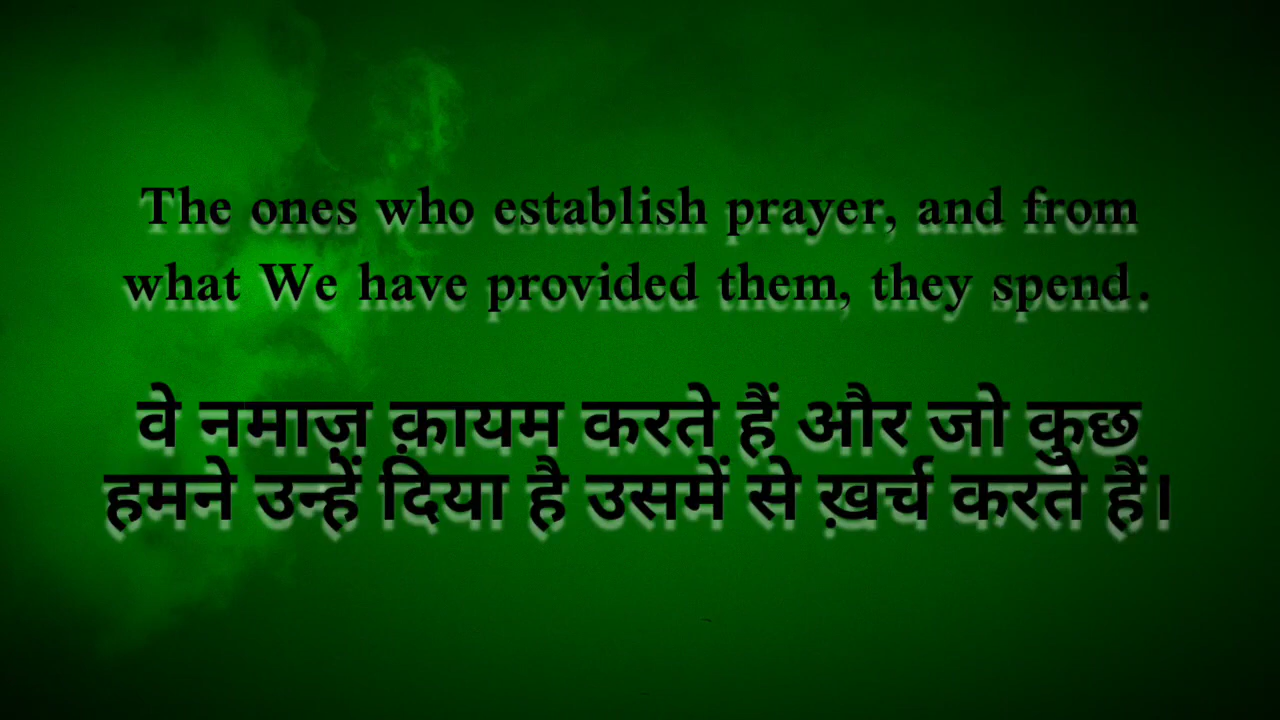 The ones who establish prayer, and from
what We have provided them, they spend.
वे नमाज़ क़ायम करते हैं और जो कुछ
हमने उन्हें दिया है उसमें से ख़र्च करते हैं।